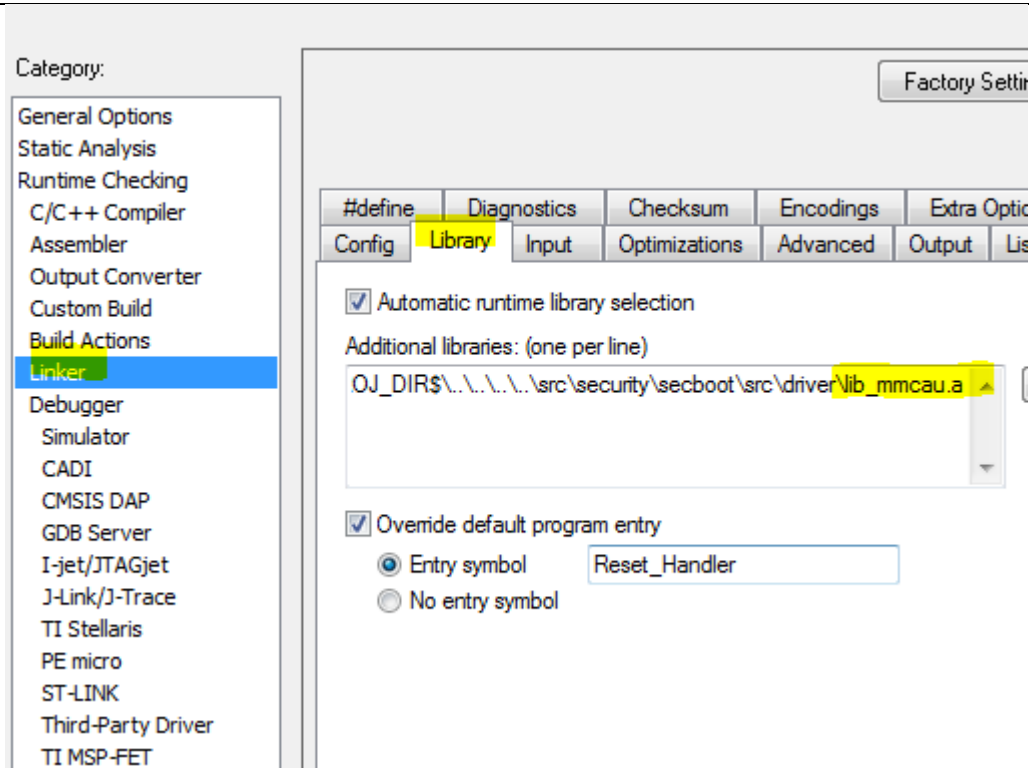 Category:
General Options
Static Analysis
Runtime Checking
C/C++ Compiler
Assembler
Output Converter
Custom Build
Build Actions
Linker
Debugger
Simulator
CADI
CMSIS DAP
GDB Server
I-jet/JTAGjet
J-Link/J-Trace
TI Stellaris
PE micro
ST-LINK
Third-Party Driver
TI MSP-FET
Factory Settin
#define Diagnostics Checksum Encodings Extra Optio
Config Library Input Optimizations Advanced Output Lis
Automatic runtime library selection
Additional libraries: (one per line)
OJ_DIR$\..\..\..\..\src\security\secboot\src\driver\lib_mmcau.a
Override default program entry
Entry symbol Reset_Handler
No entry symbol